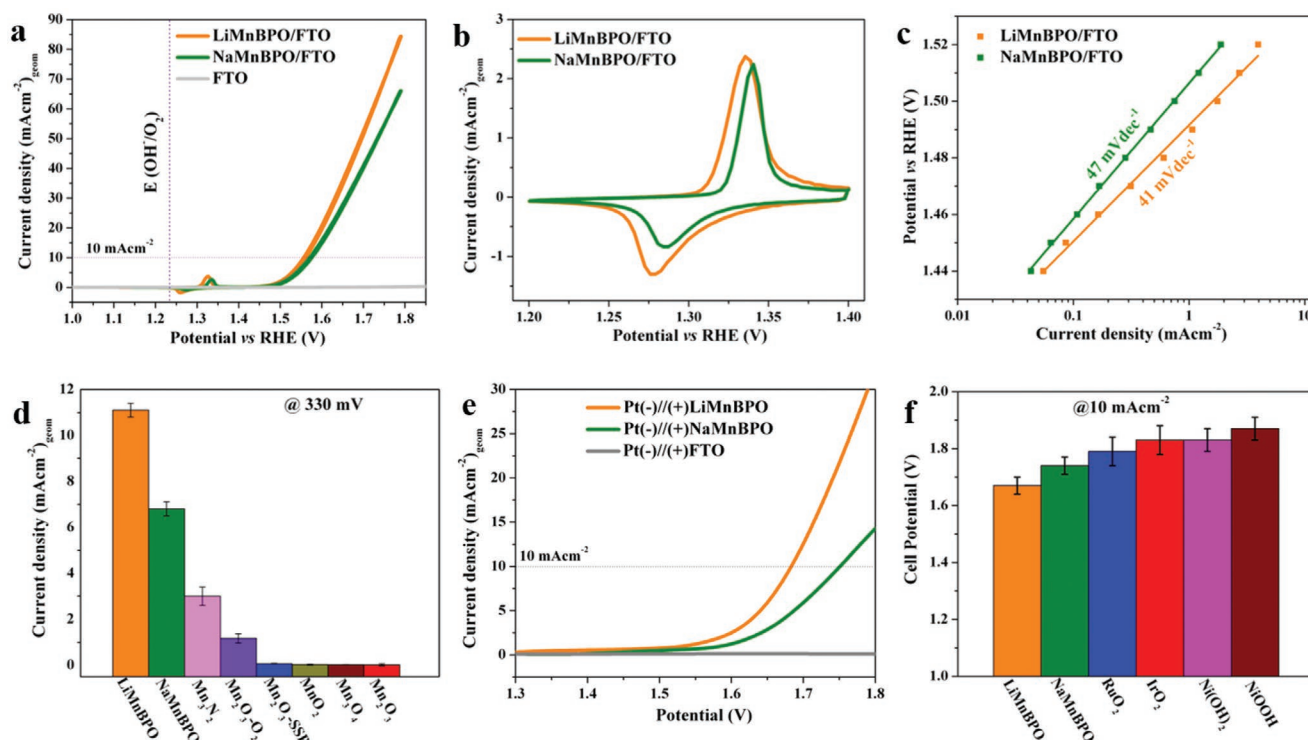 a
LiMnBPO/FTO
NaMnBPO/FTO
FTO
E (OH⁻/O₂)
10 mAcm⁻²
Current density (mAcm⁻²)geom
90
80
70
60
50
40
30
20
10
0
1.0 1.1 1.2 1.3 1.4 1.5 1.6 1.7 1.8
Potential vs RHE (V)
b
LiMnBPO/FTO
NaMnBPO/FTO
Current density (mAcm⁻²)geom
3
2
1
0
-1
1.20 1.25 1.30 1.35 1.40
Potential vs RHE (V)
c
LiMnBPO/FTO
NaMnBPO/FTO
47 mVdec⁻¹
41 mVdec⁻¹
Potential vs RHE (V)
1.52
1.50
1.48
1.46
1.44
0.01 0.1 1 10
Current density (mAcm⁻²)
d
@ 330 mV
Current density (mAcm⁻²)geom
12
11
9
8
6
4
3
1
0
LiMnBPO
NaMnBPO
Mn₃N₂
Mn₂O₃-O₂
Mn₂O₃-SSP
MnO₂
Mn₃O₄
Mn₂O₃
e
Pt(-)//(+)LiMnBPO
Pt(-)//(+)NaMnBPO
Pt(-)//(+)FTO
10 mAcm⁻²
Current density (mAcm⁻²)geom
30
25
20
15
10
5
0
1.3 1.4 1.5 1.6 1.7 1.8
Potential (V)
f
@10 mAcm⁻²
Cell Potential (V)
2.0
1.8
1.6
1.4
1.2
1.0
LiMnBPO
NaMnBPO
RuO₂
IrO₂
Ni(OH)₂
NiOOH